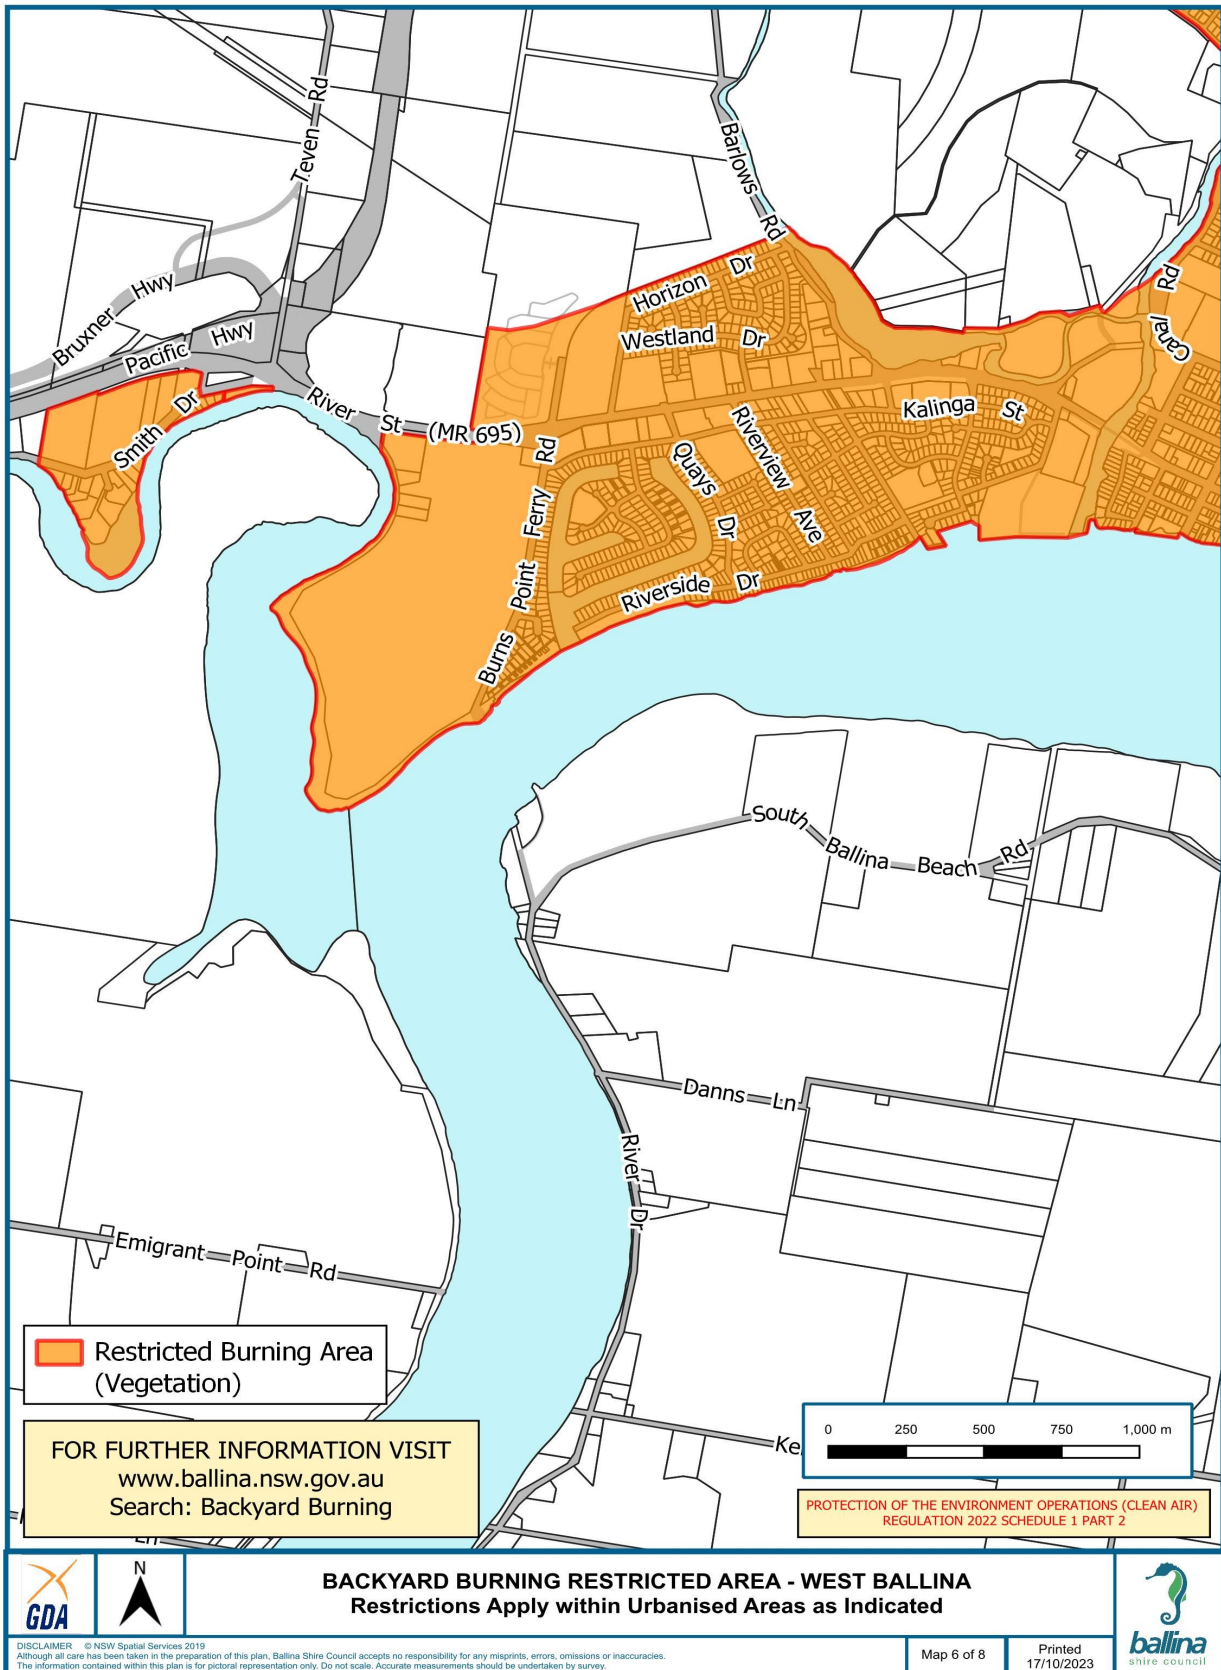 Teven Rd
Barlows Rd
Bruxner Hwy
Pacific Hwy
Horizon Dr
Westland Dr
Canal Rd
Smith Dr
River St (MR 695)
Kalinga St
Riverview Ave
Quays Dr
Burns Point Ferry Rd
Riverside Dr
South Ballina Beach Rd
Danns Ln
River Dr
Emigrant Point Rd
Ke
Ln
Restricted Burning Area
(Vegetation)
FOR FURTHER INFORMATION VISIT
www.ballina.nsw.gov.au
Search: Backyard Burning
0 250 500 750 1,000 m
PROTECTION OF THE ENVIRONMENT OPERATIONS (CLEAN AIR)
REGULATION 2022 SCHEDULE 1 PART 2
GDA
N
BACKYARD BURNING RESTRICTED AREA - WEST BALLINA
Restrictions Apply within Urbanised Areas as Indicated
ballina
shire council
DISCLAIMER © NSW Spatial Services 2019
Although all care has been taken in the preparation of this plan, Ballina Shire Council accepts no responsibility for any misprints, errors, omissions or inaccuracies.
The information contained within this plan is for pictoral representation only. Do not scale. Accurate measurements should be undertaken by survey.
Map 6 of 8
Printed
17/10/2023